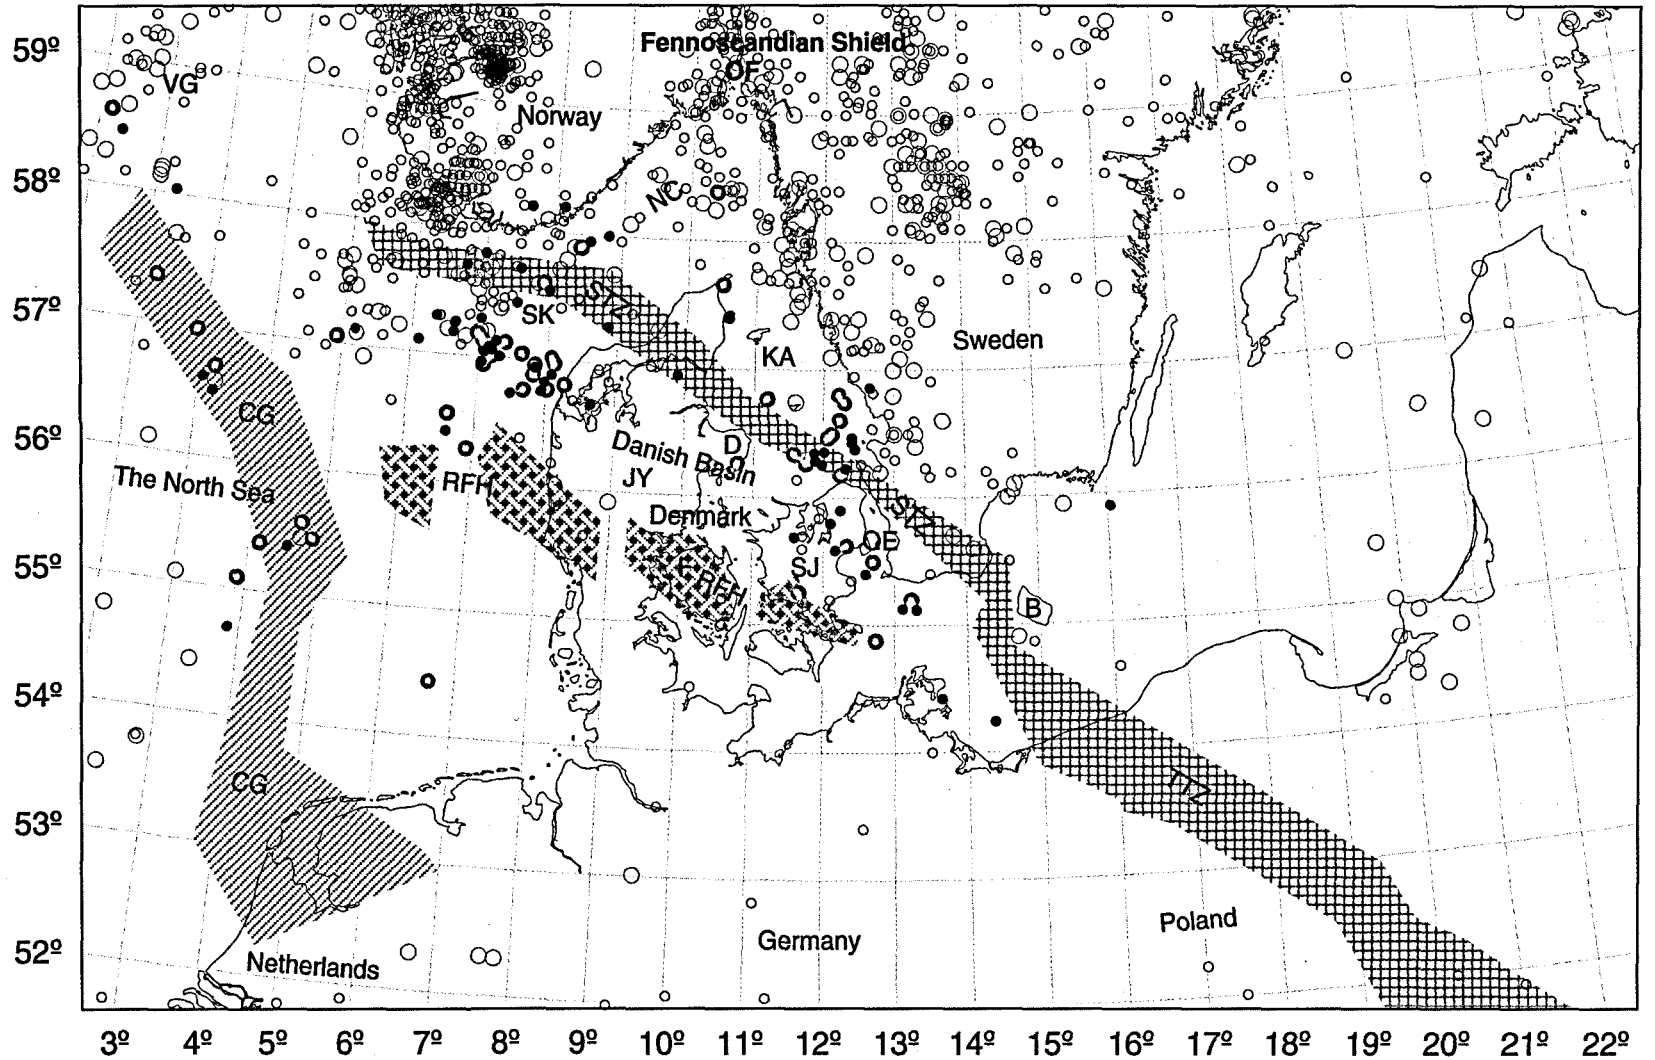 59º
58º
57º
56º
55º
54º
53º
52º
Fennoscandian Shield
OF
VG
Norway
NC
STZ
SK
KA
Sweden
CG
Danish Basin
D
The North Sea
RFH
JY
Denmark
ØE
SJ
RFH
B
CG
TTZ
Poland
Germany
Netherlands
3º 4º 5º 6º 7º 8º 9º 10º 11º 12º 13º 14º 15º 16º 17º 18º 19º 20º 21º 22º